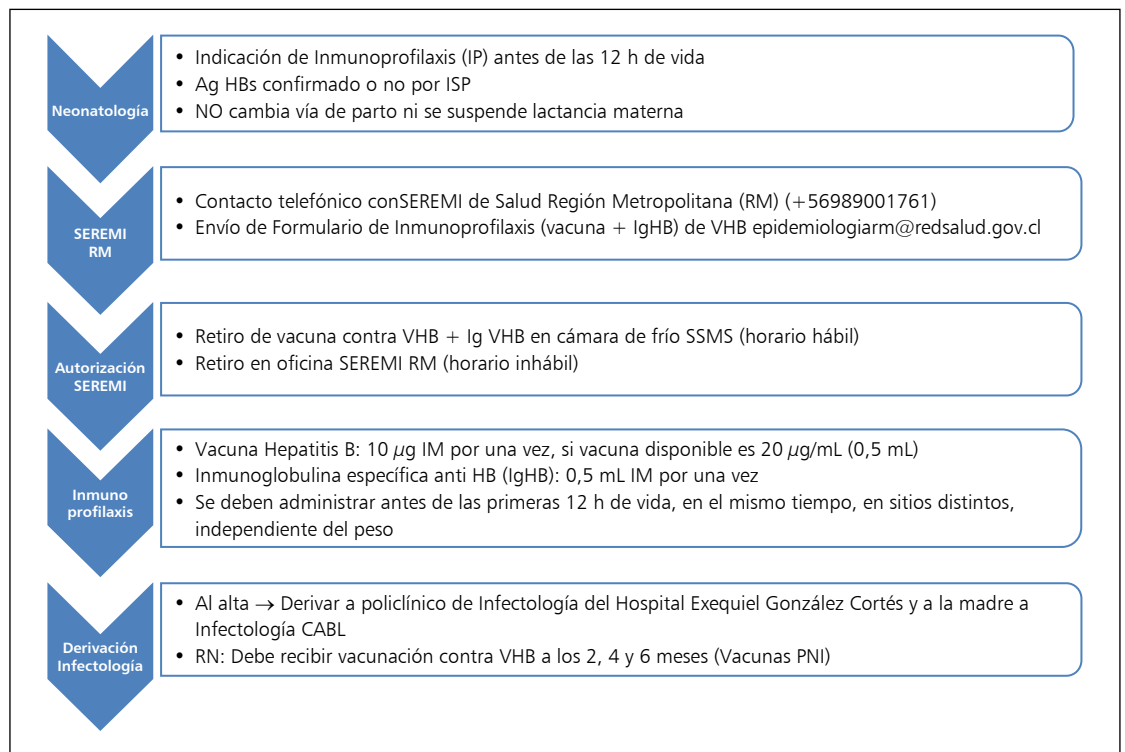 Neonatología
• Indicación de Inmunoprofilaxis (IP) antes de las 12 h de vida
• Ag HBs confirmado o no por ISP
• NO cambia vía de parto ni se suspende lactancia materna
SEREMI
RM
• Contacto telefónico conSEREMI de Salud Región Metropolitana (RM) (+56989001761)
• Envío de Formulario de Inmunoprofilaxis (vacuna + IgHB) de VHB epidemiologiarm@redsalud.gov.cl
Autorización
SEREMI
• Retiro de vacuna contra VHB + Ig VHB en cámara de frío SSMS (horario hábil)
• Retiro en oficina SEREMI RM (horario inhábil)
Inmuno
profilaxis
• Vacuna Hepatitis B: 10 µg IM por una vez, si vacuna disponible es 20 µg/mL (0,5 mL)
• Inmunoglobulina específica anti HB (IgHB): 0,5 mL IM por una vez
• Se deben administrar antes de las primeras 12 h de vida, en el mismo tiempo, en sitios distintos,
independiente del peso
Derivación
Infectología
• Al alta → Derivar a policlínico de Infectología del Hospital Exequiel González Cortés y a la madre a
Infectología CABL
• RN: Debe recibir vacunación contra VHB a los 2, 4 y 6 meses (Vacunas PNI)